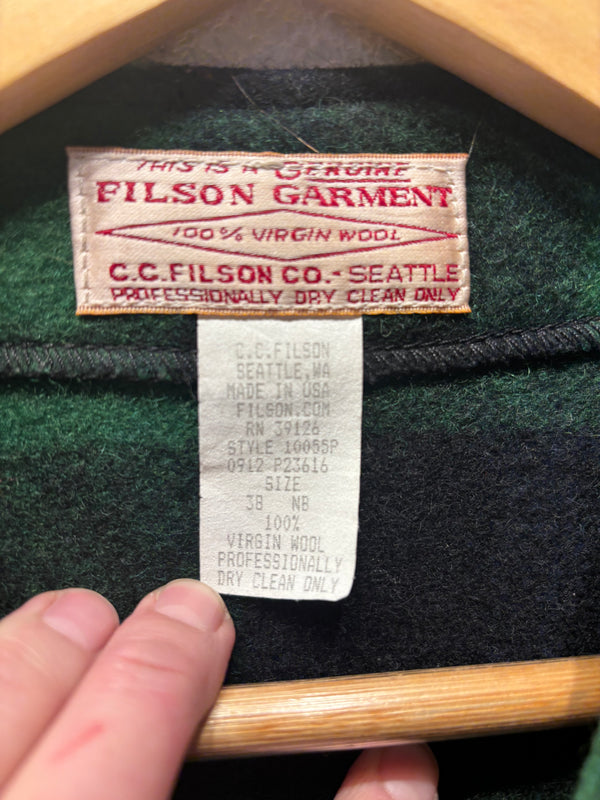 THIS IS A GENUINE
FILSON GARMENT
100% VIRGIN WOOL
C.C.FILSON CO.-SEATTLE
PROFESSIONALLY DRY CLEAN ONLY
C.C.FILSON
SEATTLE,WA
MADE IN USA
FILSON.COM
RN 39126
STYLE 10055P
0912 P23616
SIZE
38 NB
100%
VIRGIN WOOL
PROFESSIONALLY
DRY CLEAN ONLY